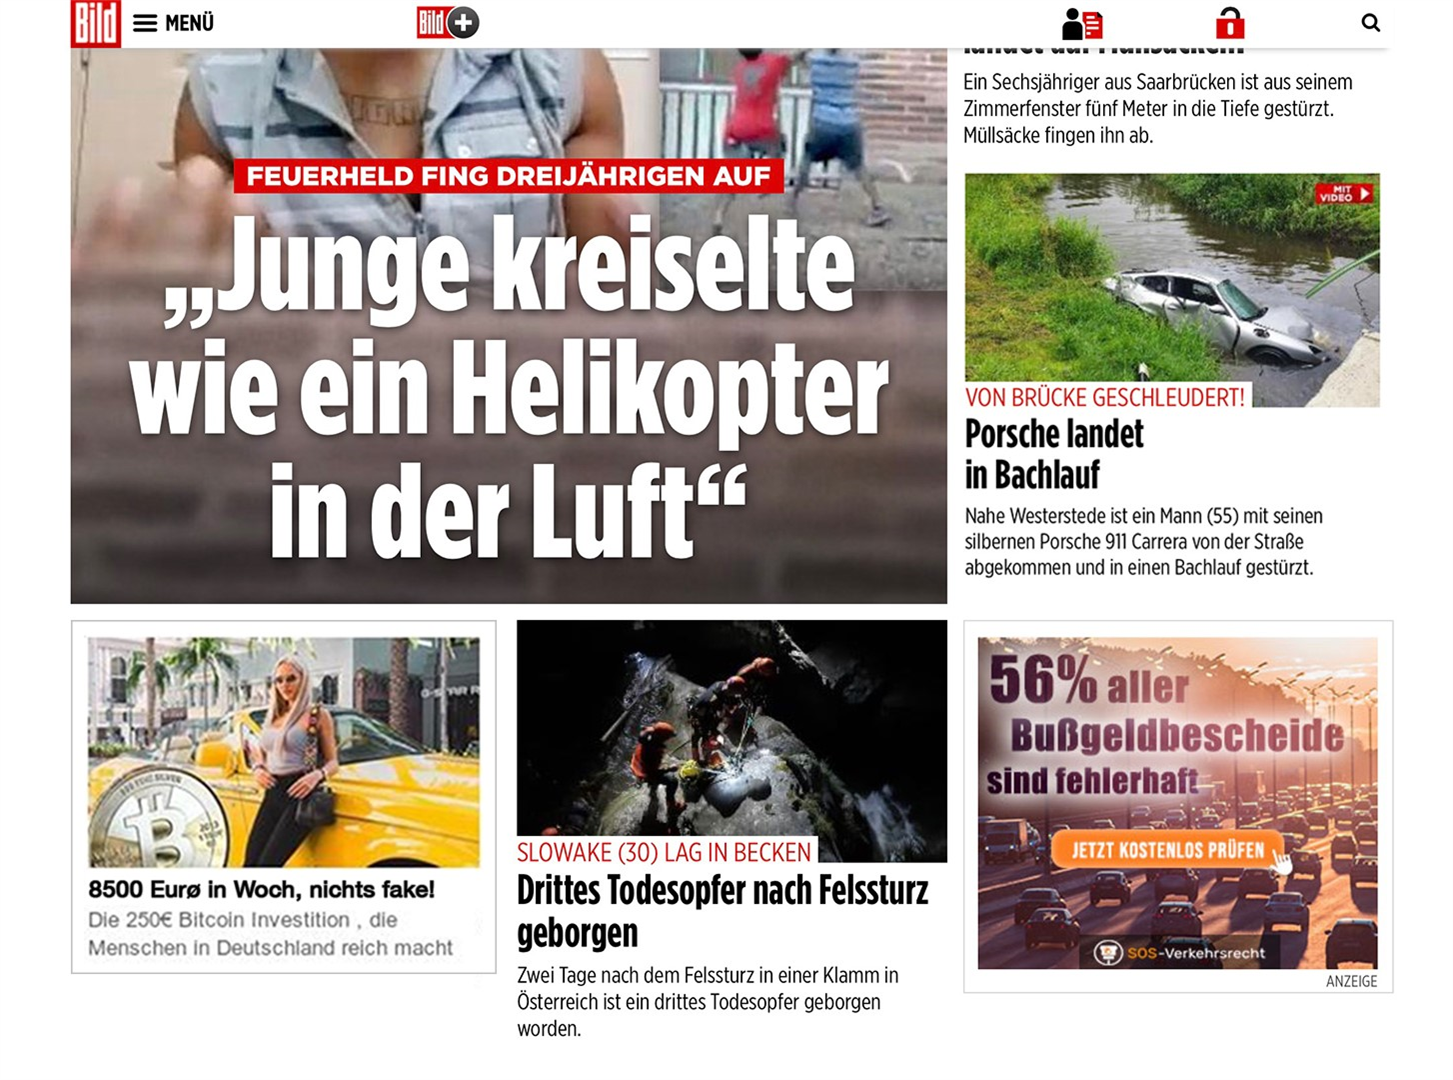 Bild
MENÜ
Bild+
FEUERHELD FING DREIJÄHRIGEN AUF
„Junge kreiselte
wie ein Helikopter
in der Luft“
Ein Sechsjähriger aus Saarbrücken ist aus seinem
Zimmerfenster fünf Meter in die Tiefe gestürzt.
Müllsäcke fingen ihn ab.
MIT
VIDEO
VON BRÜCKE GESCHLEUDERT!
Porsche landet
in Bachlauf
Nahe Westerstede ist ein Mann (55) mit seinen
silbernen Porsche 911 Carrera von der Straße
abgekommen und in einen Bachlauf gestürzt.
8500 Eurø in Woch, nichts fake!
Die 250€ Bitcoin Investition , die
Menschen in Deutschland reich macht
SLOWAKE (30) LAG IN BECKEN
Drittes Todesopfer nach Felssturz
geborgen
Zwei Tage nach dem Felssturz in einer Klamm in
Österreich ist ein drittes Todesopfer geborgen
worden.
56% aller
Bußgeldbescheide
sind fehlerhaft
JETZT KOSTENLOS PRÜFEN
SOS-Verkehrsrecht
ANZEIGE